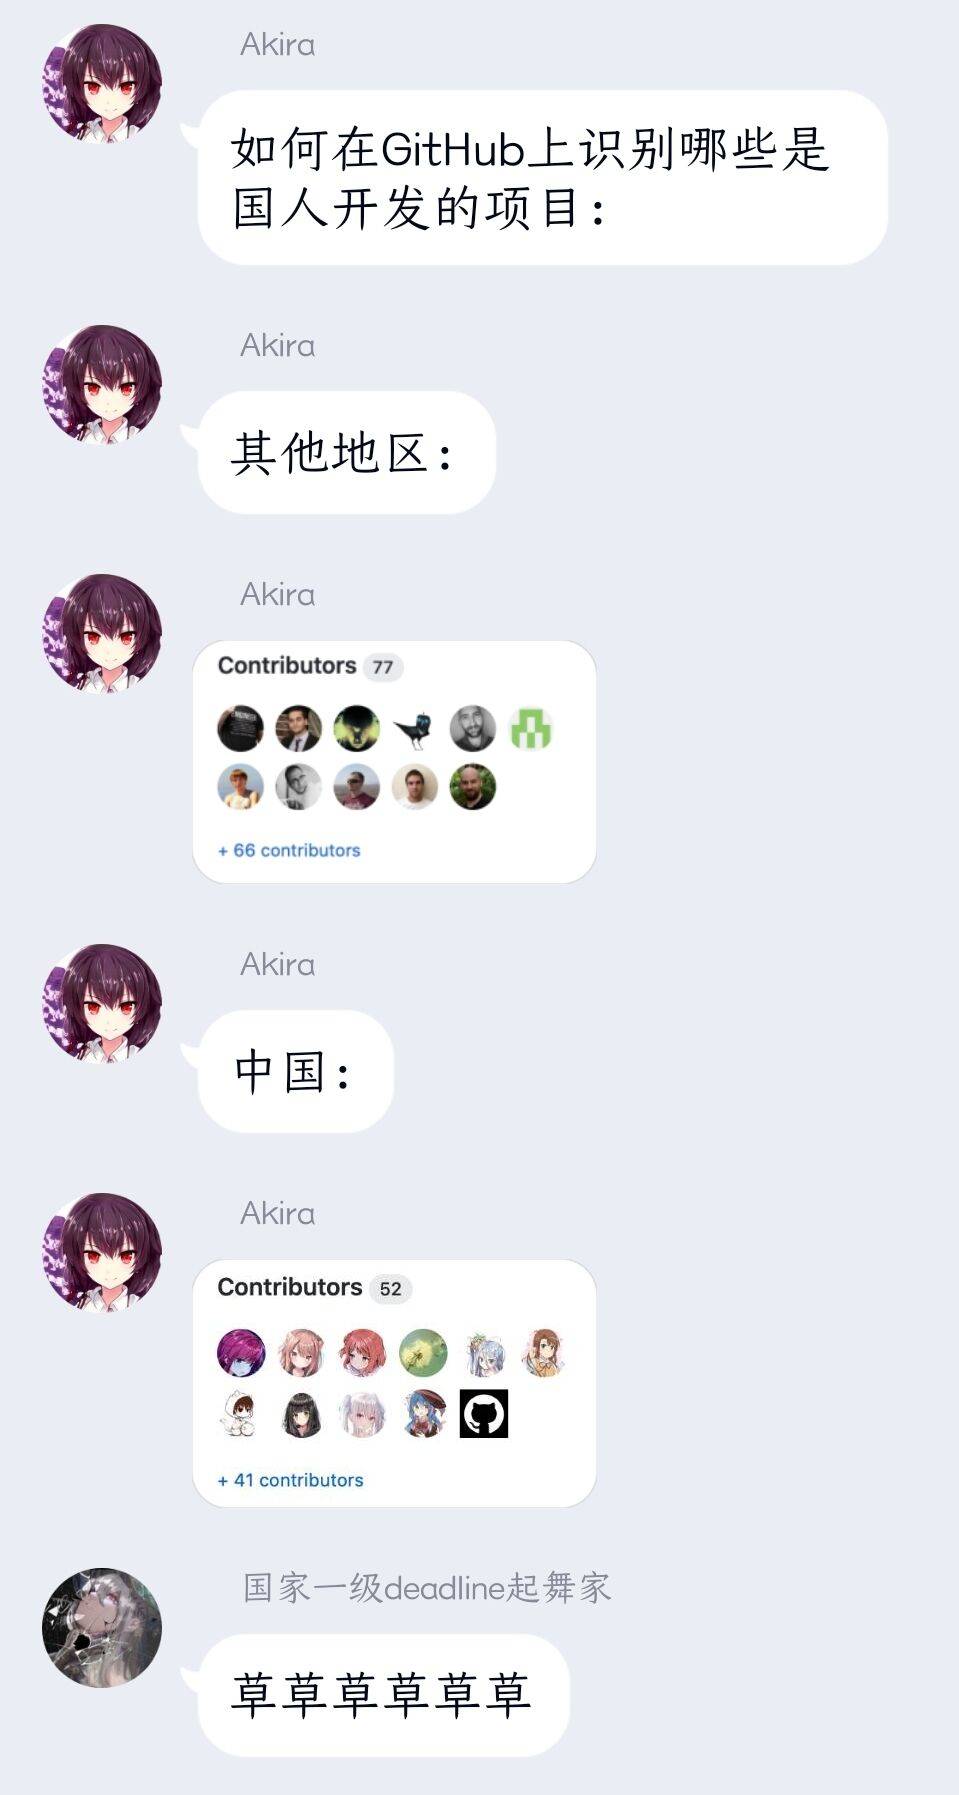 Akira
如何在GitHub上识别哪些是
国人开发的项目：
Akira
其他地区：
Akira
Contributors 77
+ 66 contributors
Akira
中国：
Akira
Contributors 52
+ 41 contributors
国家一级deadline起舞家
草草草草草草